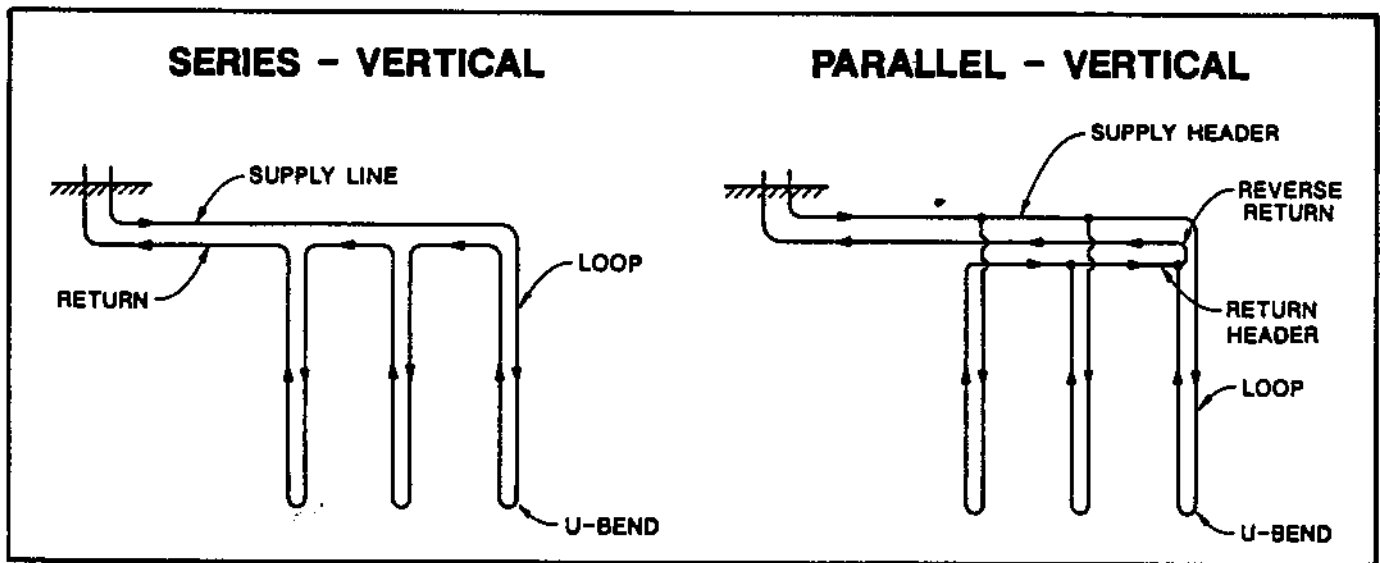 SERIES - VERTICAL
SUPPLY LINE
RETURN
LOOP
U-BEND
PARALLEL - VERTICAL
SUPPLY HEADER
REVERSE
RETURN
RETURN
HEADER
LOOP
U-BEND